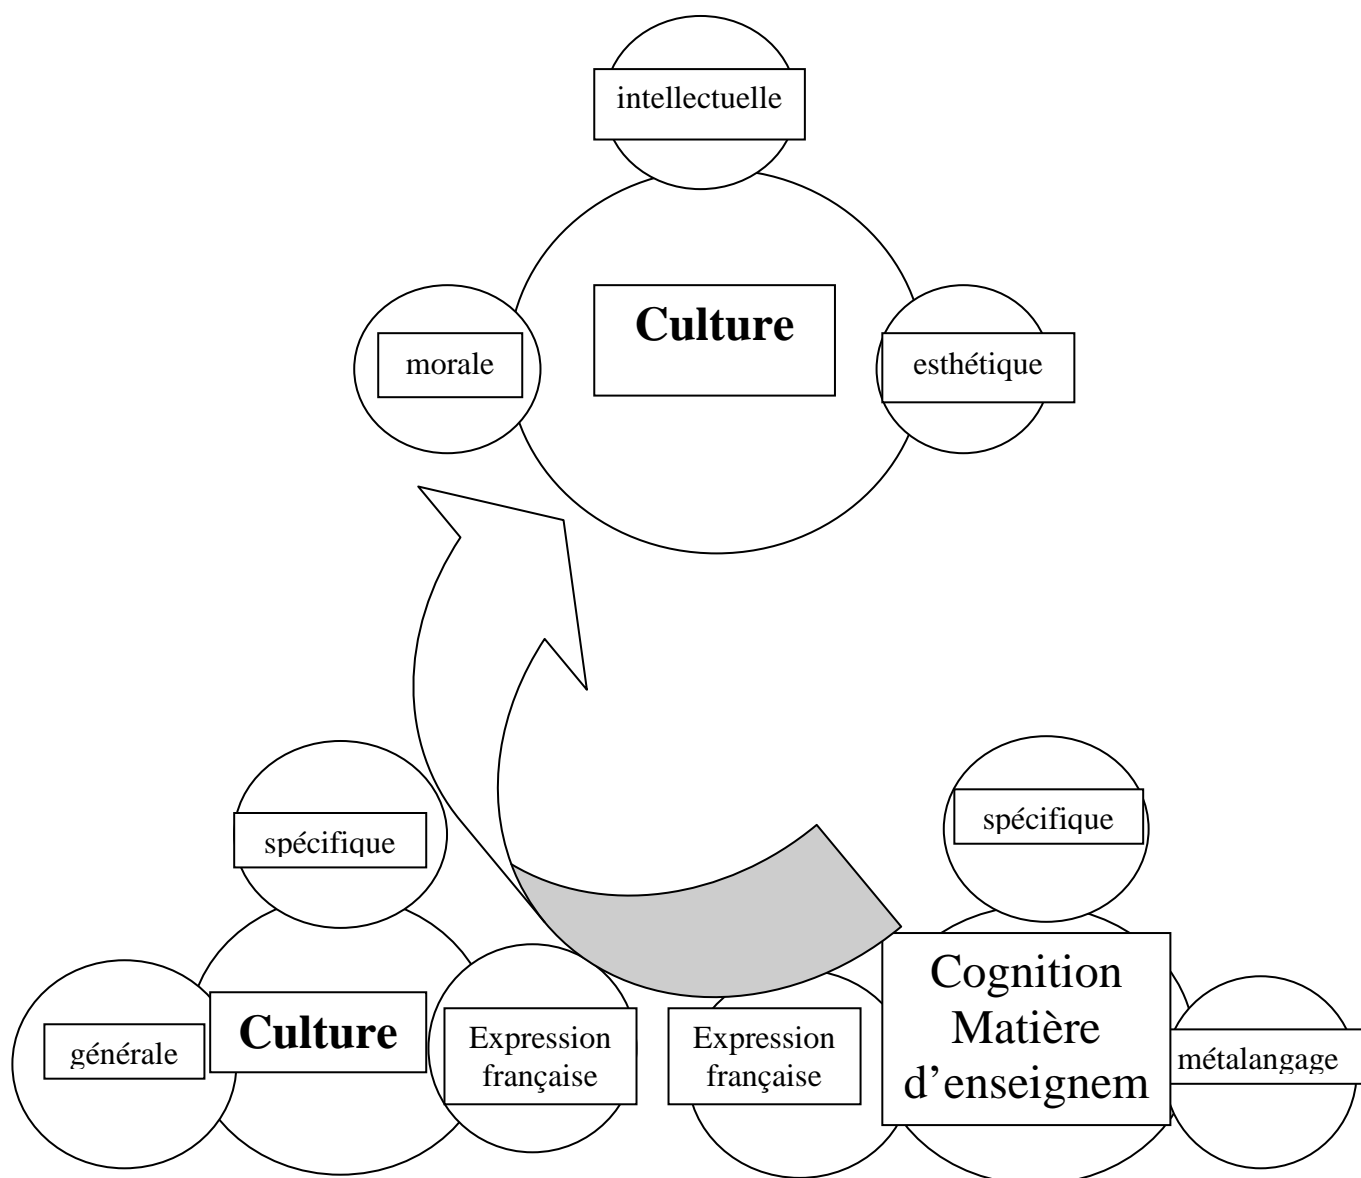 intellectuelle
Culture
morale
esthétique
spécifique
spécifique
générale
Culture
Expression
française
Expression
française
Cognition
Matière
d’enseignem
métalangage